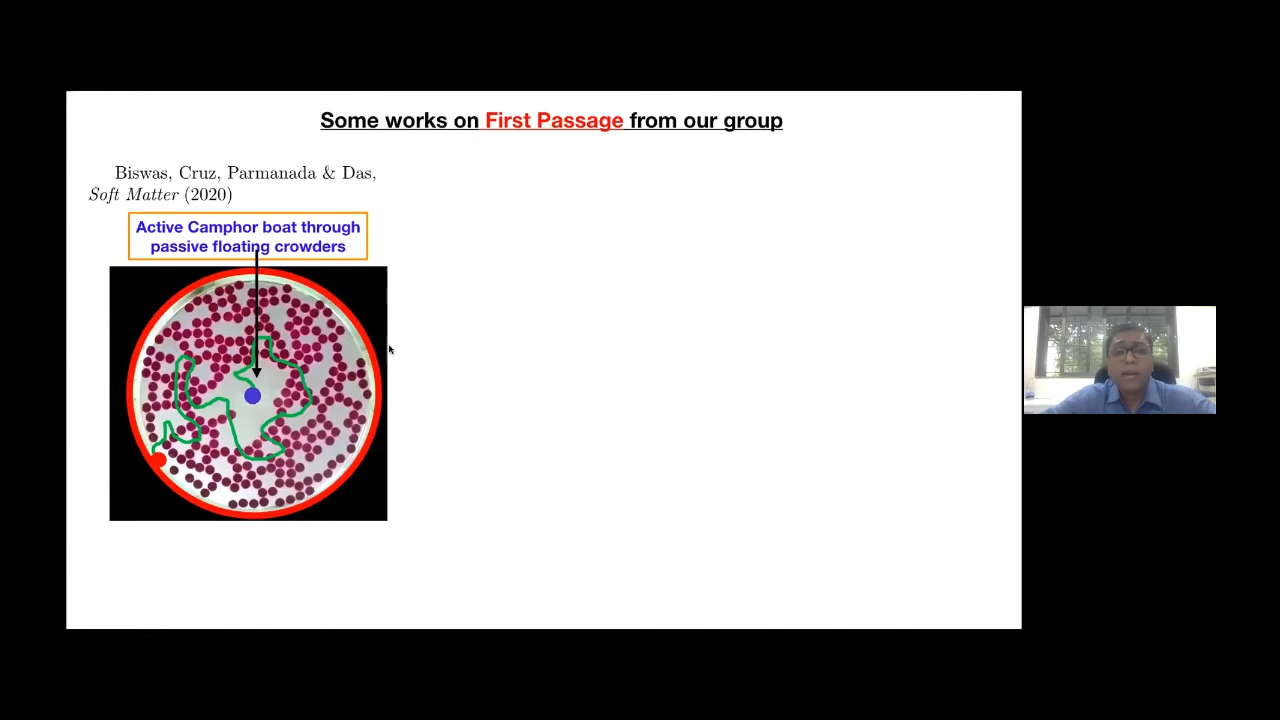 Some works on First Passage from our group
Biswas, Cruz, Parmanada & Das,
Soft Matter (2020)
Active Camphor boat through
passive floating crowders